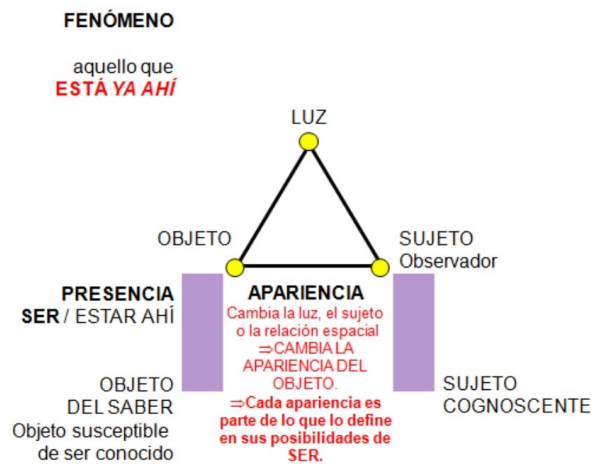 FENÓMENO
aquello que
ESTÁ YA AHÍ
LUZ
OBJETO
SUJETO
Observador
PRESENCIA
SER / ESTAR AHÍ
APARIENCIA
Cambia la luz, el sujeto
o la relación espacial
⇒CAMBIA LA
APARIENCIA DEL
OBJETO.
⇒Cada apariencia es
parte de lo que lo define
en sus posibilidades de
SER.
OBJETO
DEL SABER
Objeto susceptible
de ser conocido
SUJETO
COGNOSCENTE